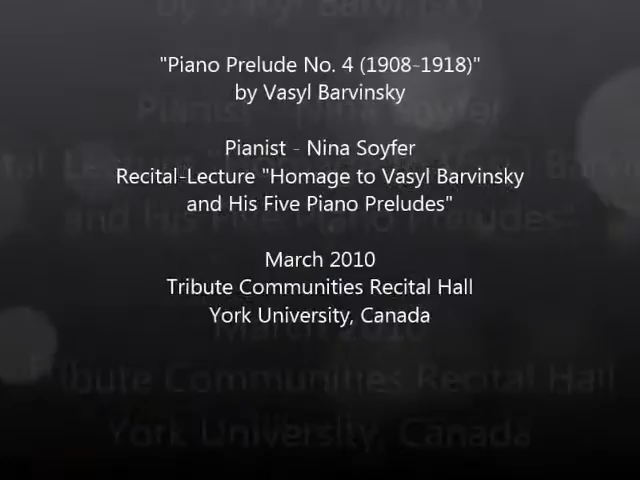 "Piano Prelude No. 4 (1908-1918)"
by Vasyl Barvinsky
Pianist - Nina Soyfer
Recital-Lecture "Homage to Vasyl Barvinsky
and His Five Piano Preludes"
March 2010
Tribute Communities Recital Hall
York University, Canada